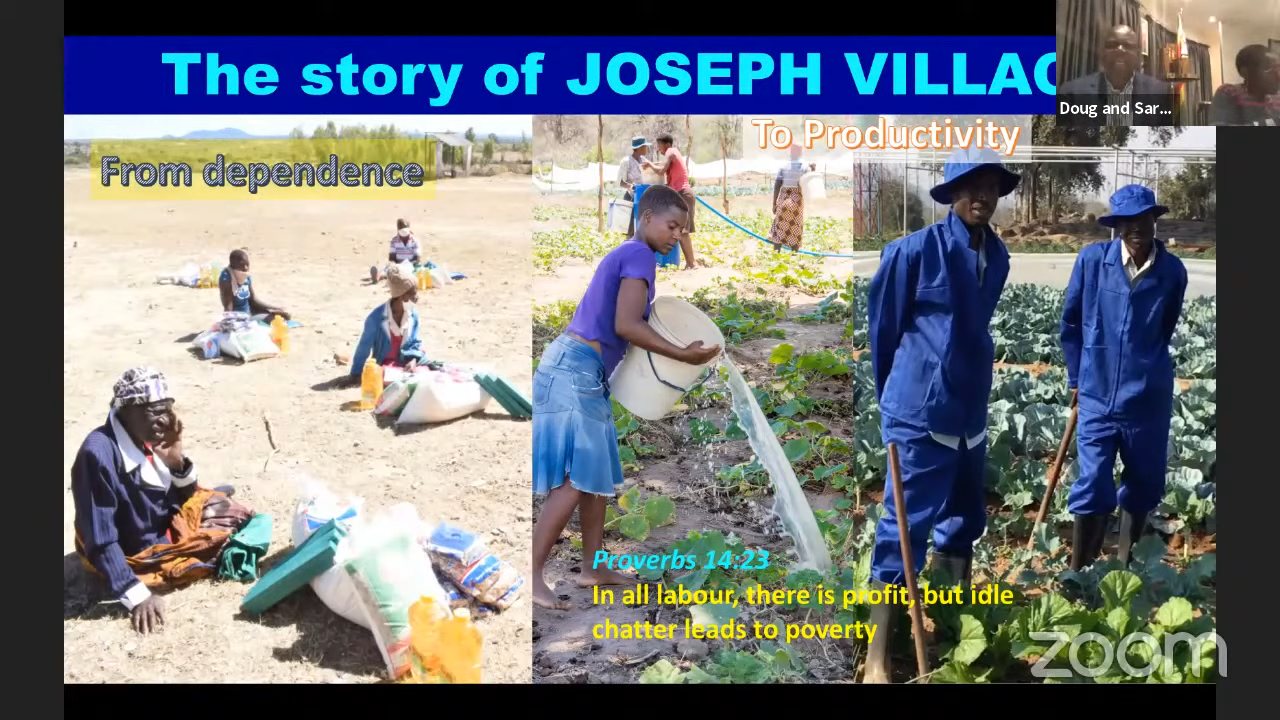 The story of JOSEPH VILLAG
Doug and Sar...
From dependence
To Productivity
Proverbs 14:23
In all labour, there is profit, but idle
chatter leads to poverty
zoom